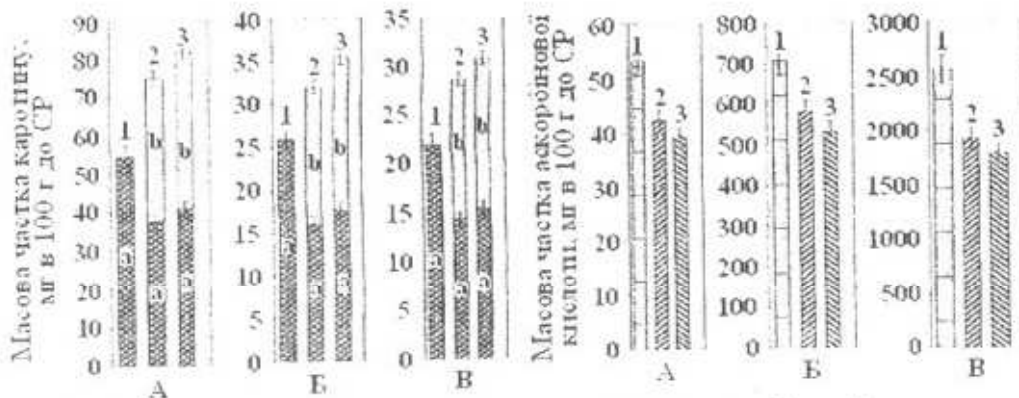 Масова частка каротину,
мг в 100 г до СР
90
80
70
60
50
40
30
20
10
0
1
2
3
b
b
a
a
a
А
40
35
30
25
20
15
10
5
0
1
2
3
b
b
a
a
a
Б
35
30
25
20
15
10
5
0
1
2
3
b
b
a
a
a
В
Масова частка аскорбінової
кислоти, мг в 100 г до СР
60
50
40
30
20
10
0
1
2
3
А
800
700
600
500
400
300
200
100
0
1
2
3
Б
3000
2500
2000
1500
1000
500
0
1
2
3
В